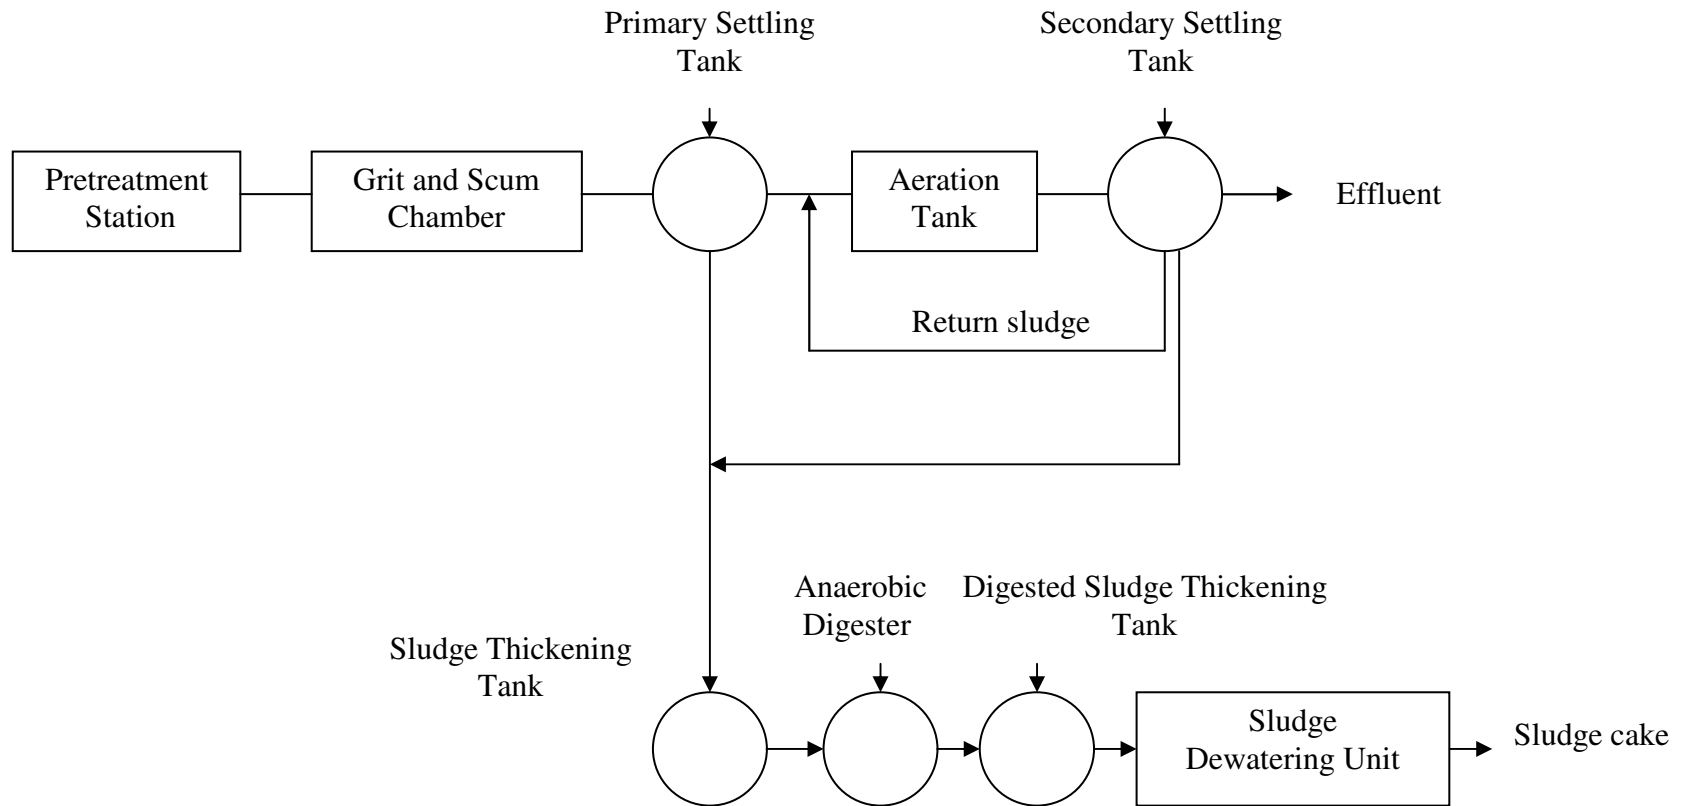 Primary Settling
Tank
Secondary Settling
Tank
Pretreatment
Station
Grit and Scum
Chamber
Aeration
Tank
Effluent
Return sludge
Anaerobic
Digester
Digested Sludge Thickening
Tank
Sludge Thickening
Tank
Sludge
Dewatering Unit
Sludge cake